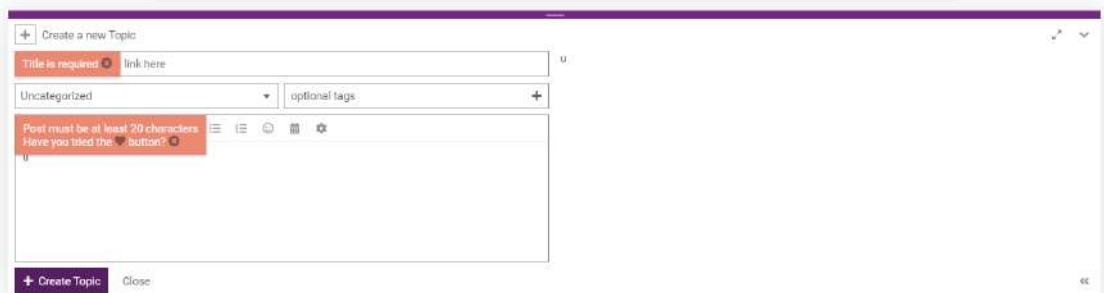 Create a new Topic
Title is required link here
u
Uncategorized optional tags
Post must be at least 20 characters
Have you tried the button?
u
Create Topic Close